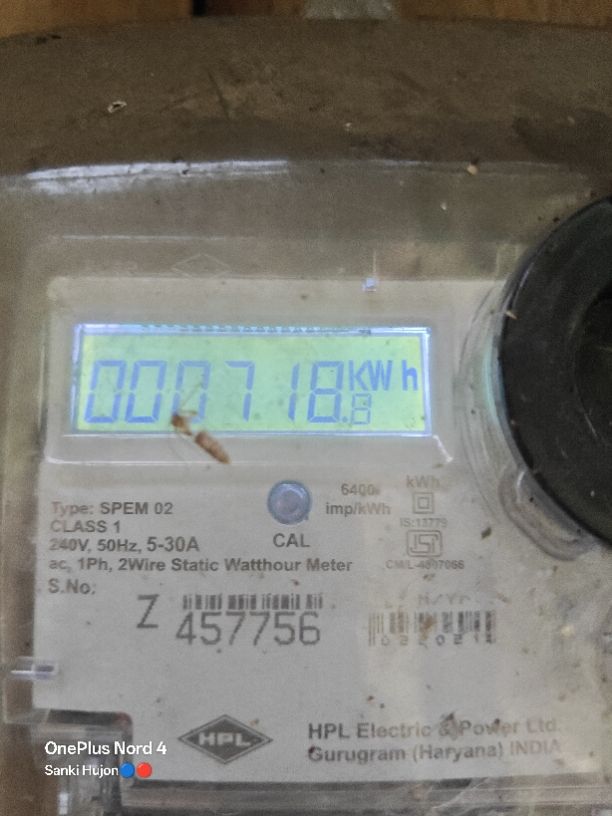 000718.8 KWh
6400
imp/kWh
kWh
Type: SPEM 02
CLASS 1
240V, 50Hz, 5-30A
CAL
IS:13779
ac, 1Ph, 2Wire Static Watthour Meter
S.No.
Z 457756
HPL
HPL Electric & Power Ltd.
Gurugram (Haryana) INDIA
OnePlus Nord 4
Sanki Hujon